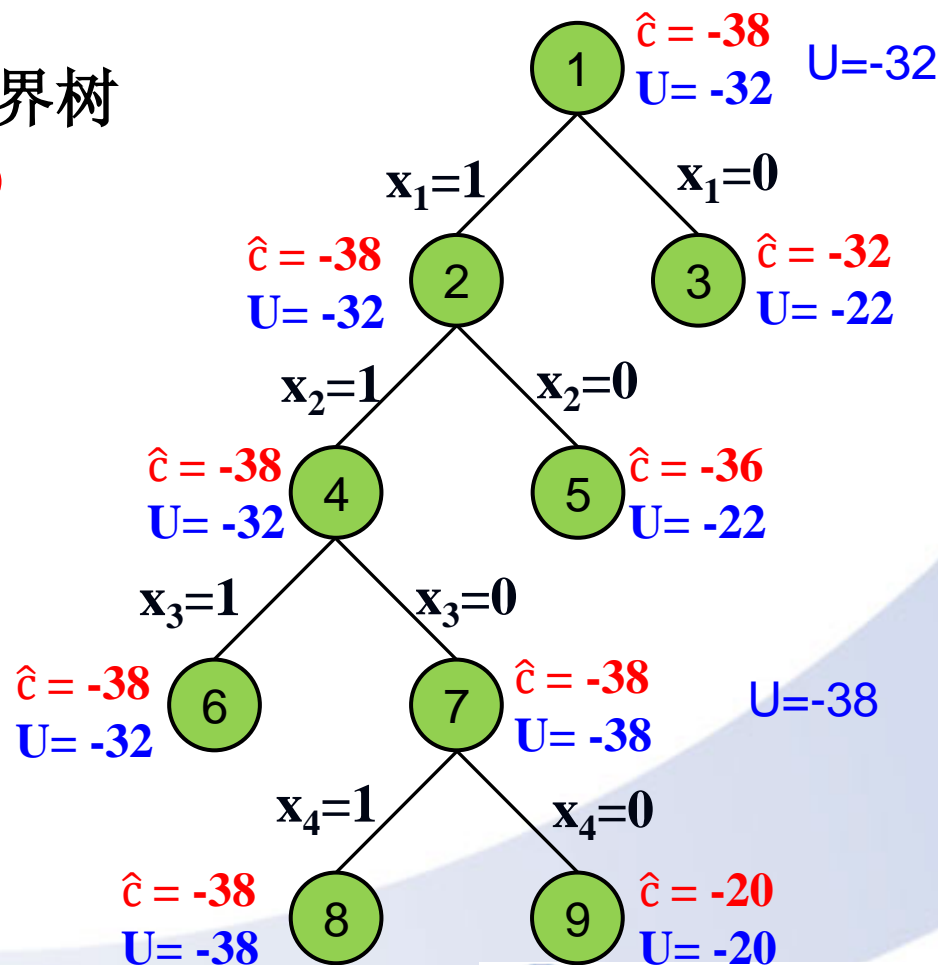 界树
)
1
ĉ = -38
U= -32
U=-32
x₁=1
x₁=0
ĉ = -38
U= -32
2
3
ĉ = -32
U= -22
x₂=1
x₂=0
ĉ = -38
U= -32
4
5
ĉ = -36
U= -22
x₃=1
x₃=0
ĉ = -38
U= -32
6
7
ĉ = -38
U= -38
U=-38
x₄=1
x₄=0
ĉ = -38
U= -38
8
9
ĉ = -20
U= -20